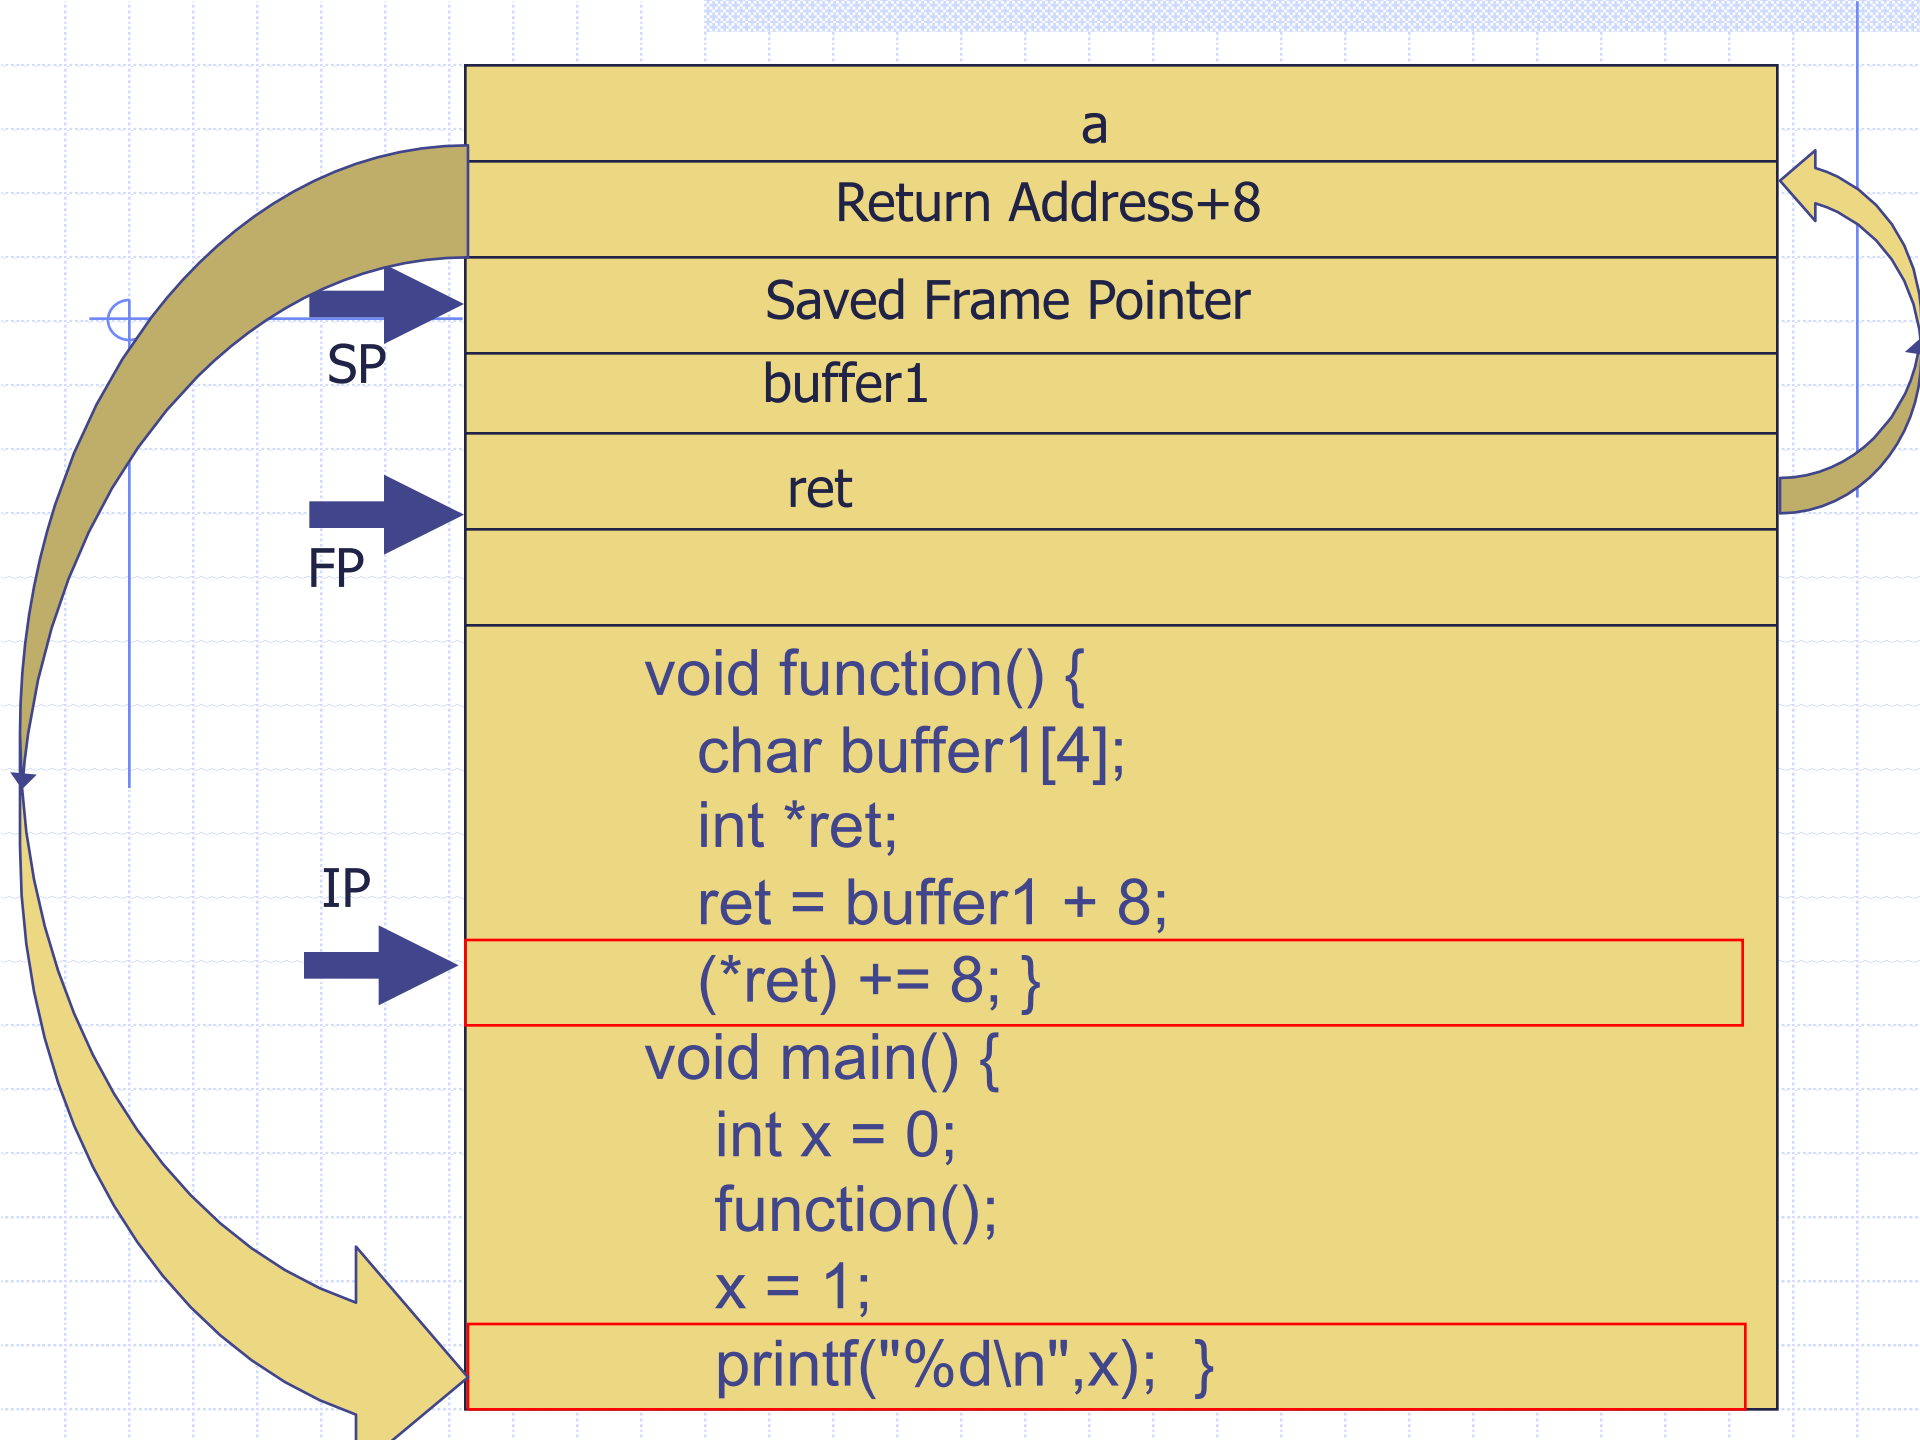 a
Return Address+8
Saved Frame Pointer
SP
buffer1
ret
FP
void function() {
char buffer1[4];
int *ret;
IP
ret = buffer1 + 8;
(*ret) += 8; }
void main() {
int x = 0;
function();
x = 1;
printf("%d\n",x);  }